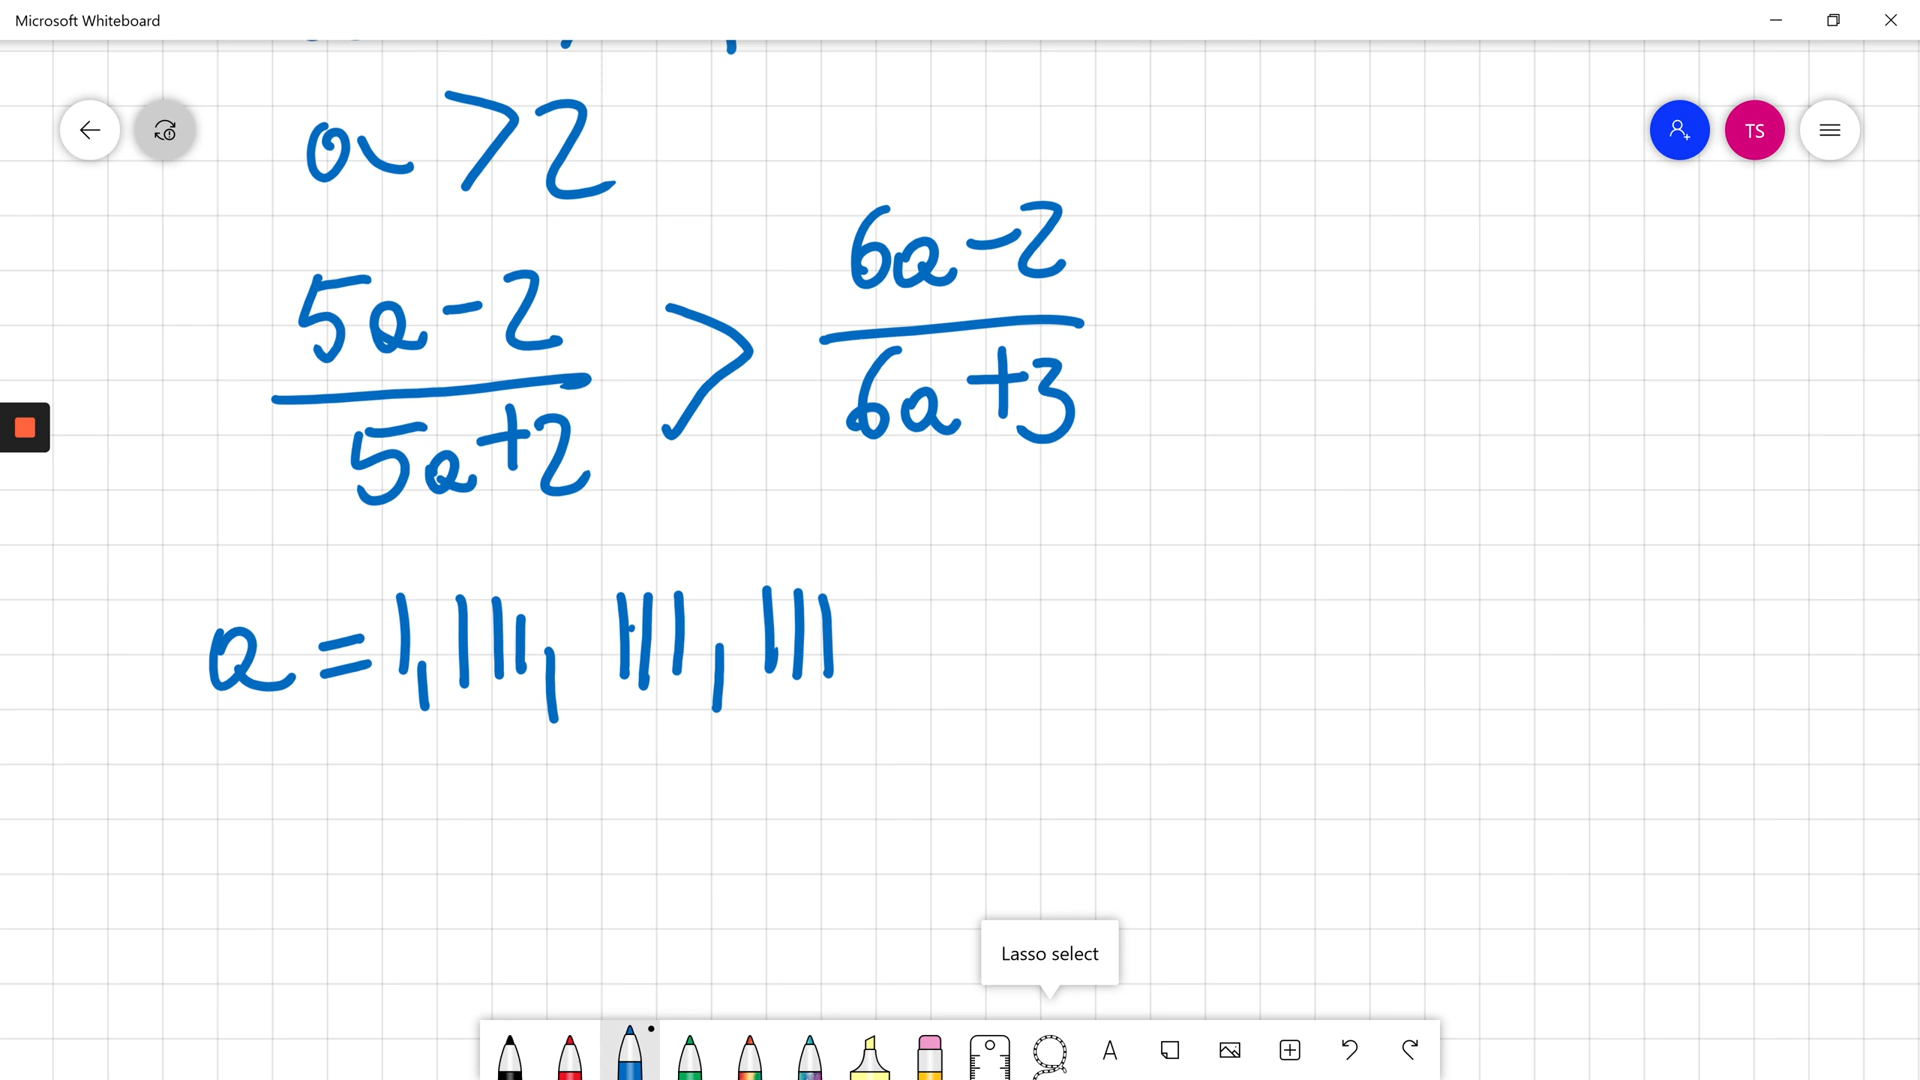 Microsoft Whiteboard
a > 2
TS
5a - 2 / 5a + 2 > 6a - 2 / 6a + 3
a = 1,111, 111, 111
Lasso select
A